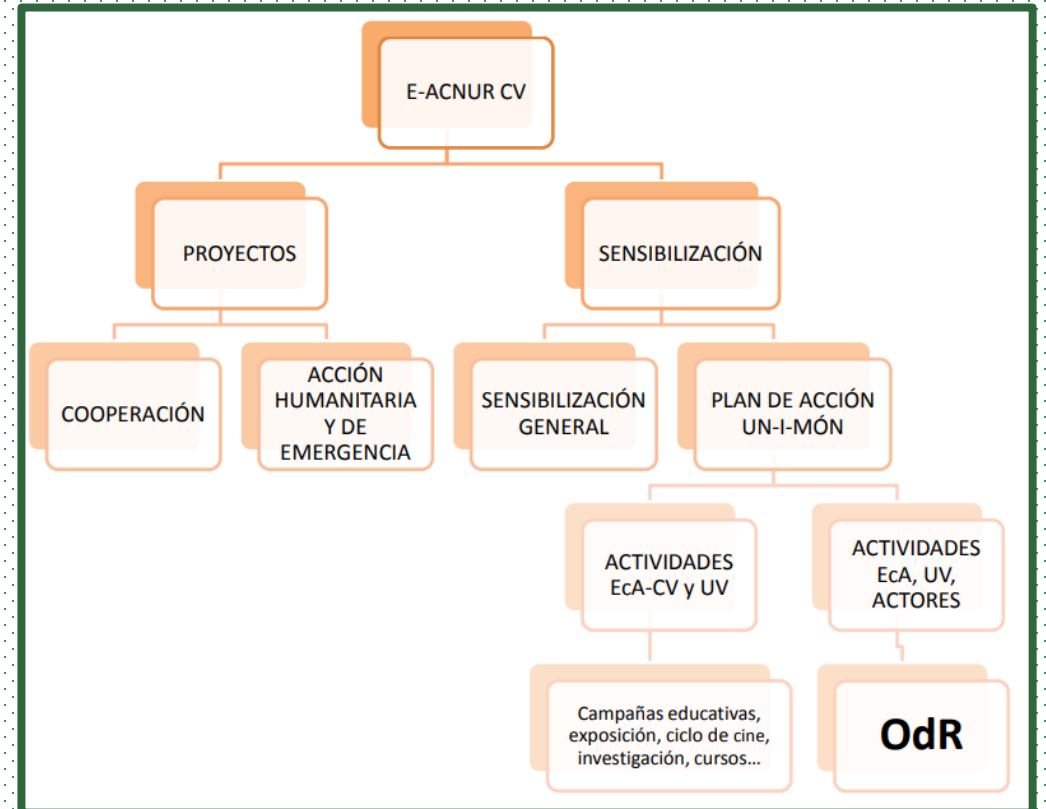 E-ACNUR CV
PROYECTOS
SENSIBILIZACIÓN
COOPERACIÓN
ACCIÓN
HUMANITARIA
Y DE
EMERGENCIA
SENSIBILIZACIÓN
GENERAL
PLAN DE ACCIÓN
UN-I-MÓN
ACTIVIDADES
EcA-CV y UV
ACTIVIDADES
EcA, UV,
ACTORES
Campañas educativas,
exposición, ciclo de cine,
investigación, cursos...
OdR